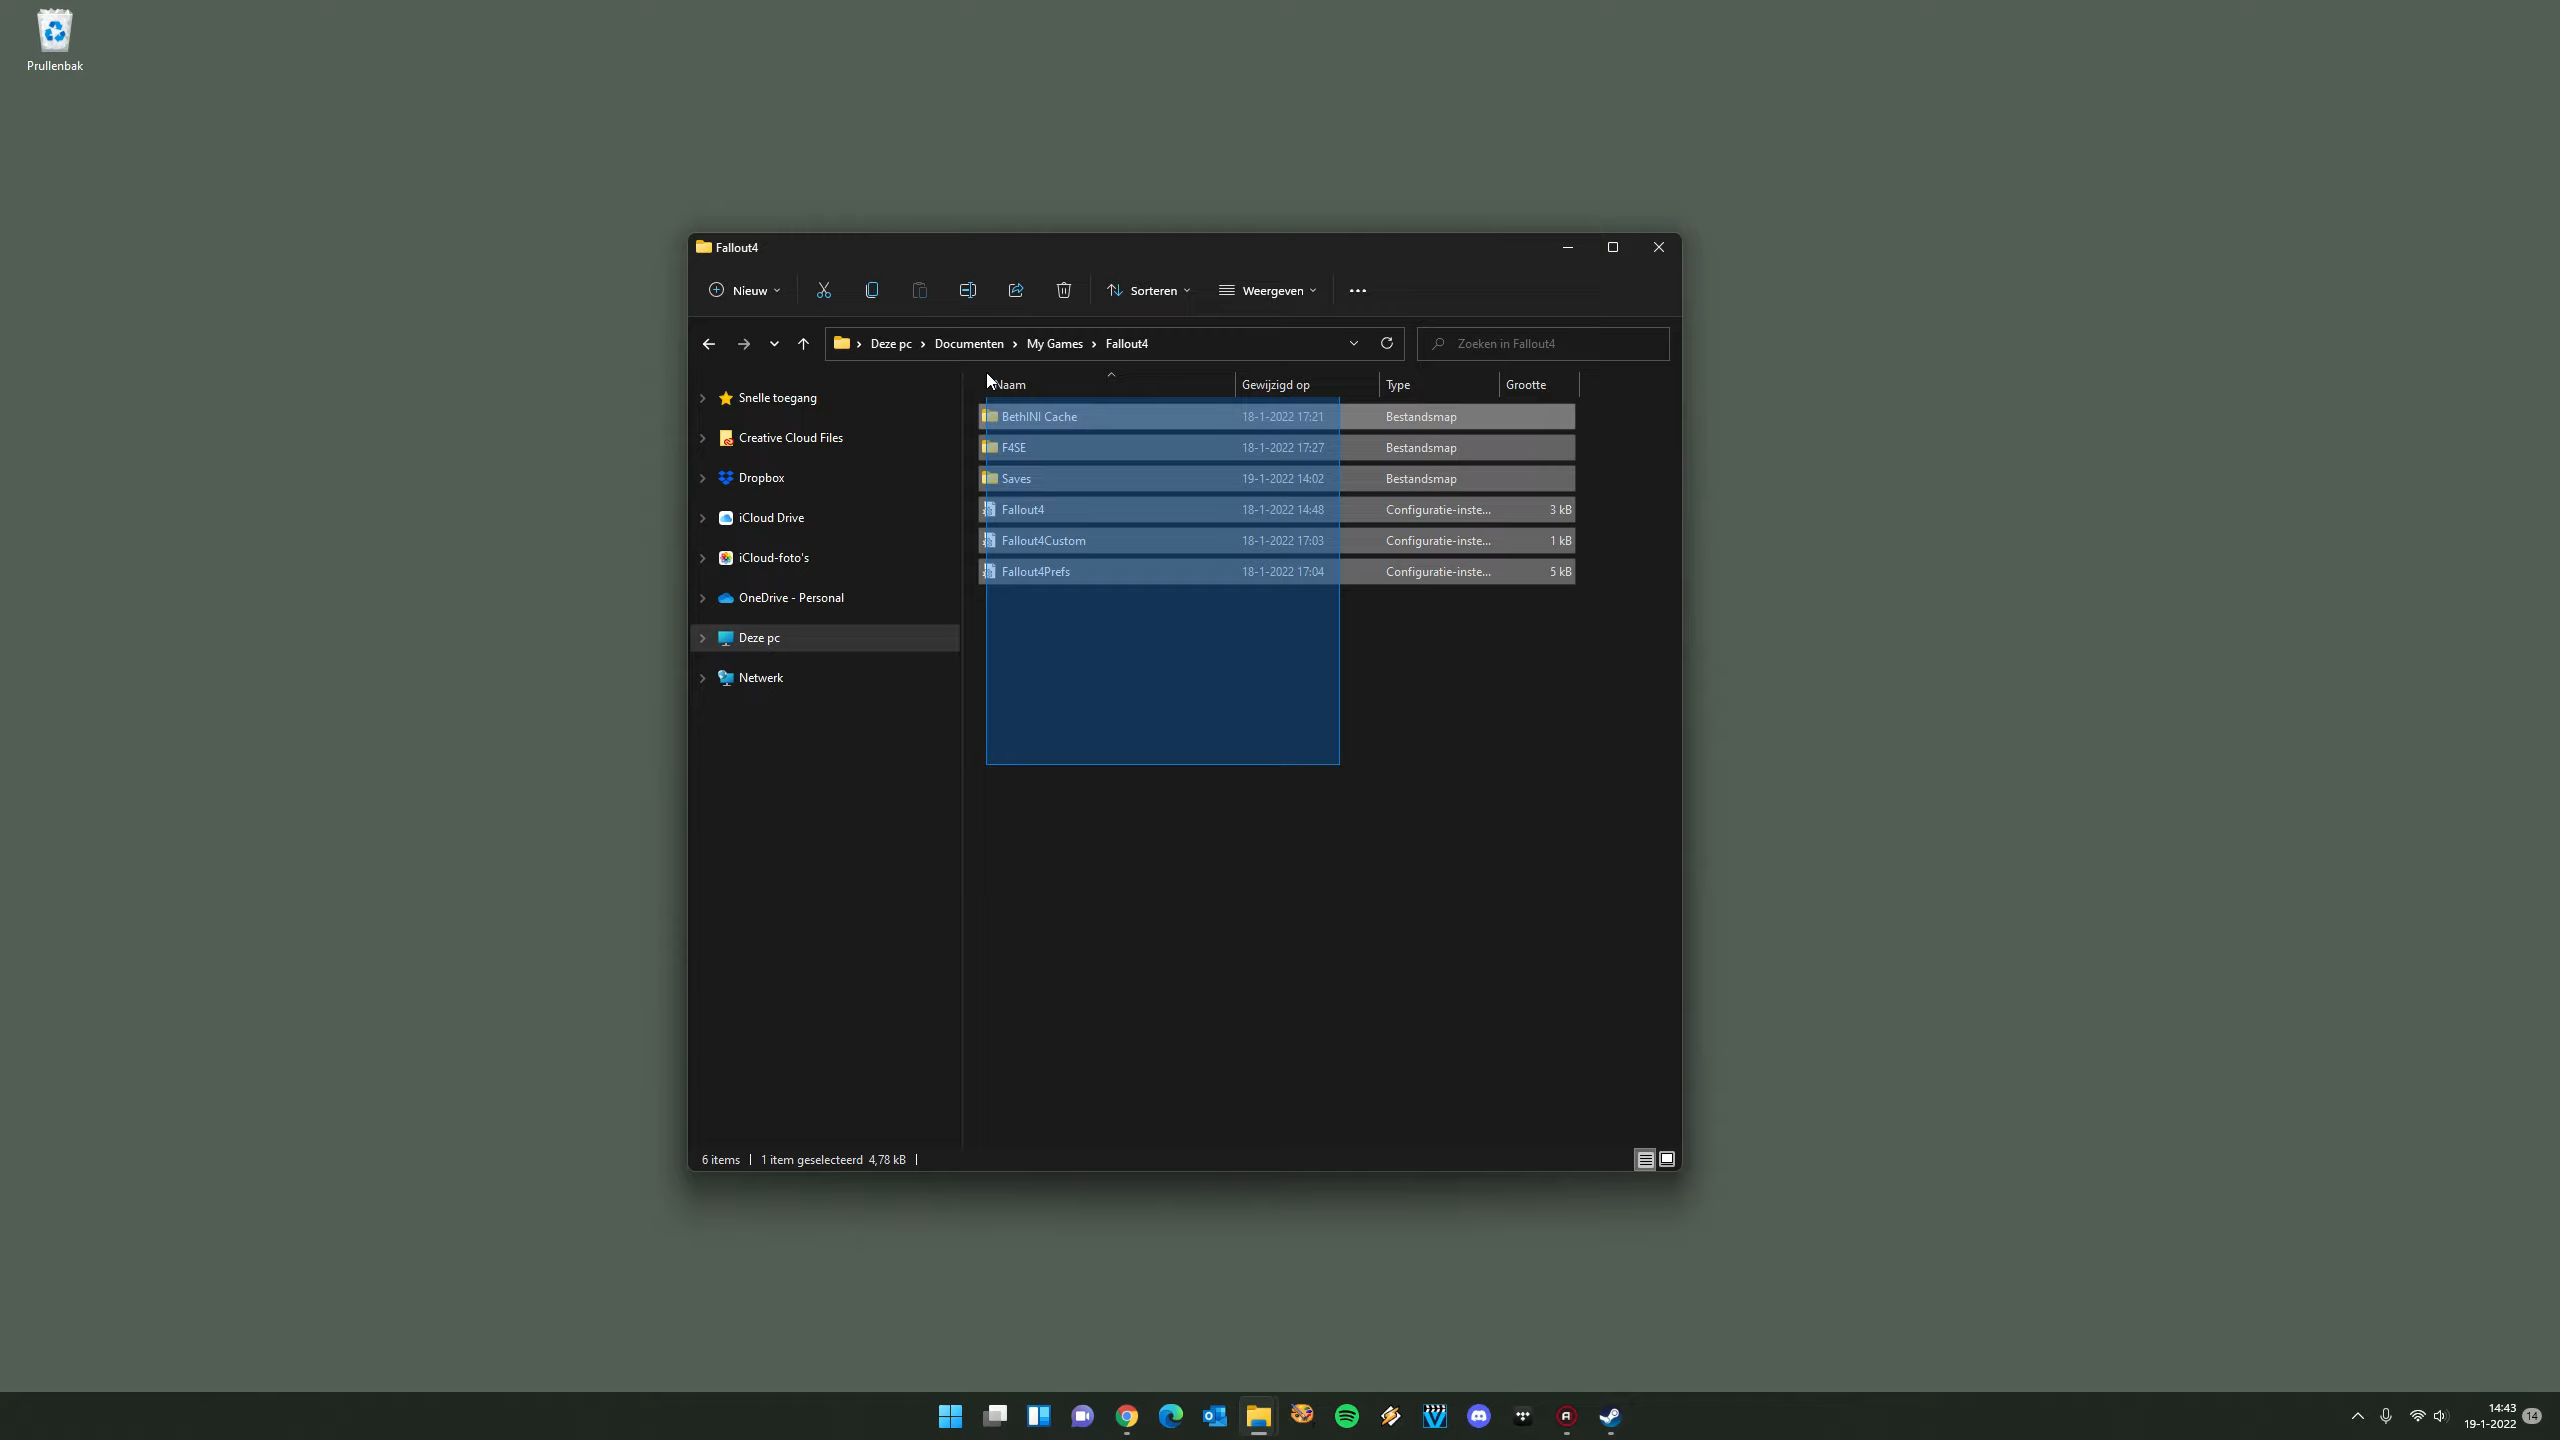 Prullenbak
Fallout4
Nieuw
Sorteren
Weergeven
Deze pc
Documenten
My Games
Fallout4
Zoeken in Fallout4
Snelle toegang
Creative Cloud Files
Dropbox
iCloud Drive
iCloud-foto's
OneDrive - Personal
Deze pc
Netwerk
Naam Gewijzigd op Type Grootte
BethINI Cache 18-1-2022 17:21 Bestandsmap
F4SE 18-1-2022 17:27 Bestandsmap
Saves 19-1-2022 14:02 Bestandsmap
Fallout4 18-1-2022 14:48 Configuratie-inste... 3 kB
Fallout4Custom 18-1-2022 17:03 Configuratie-inste... 1 kB
Fallout4Prefs 18-1-2022 17:04 Configuratie-inste... 5 kB
6 items 1 item geselecteerd 4,78 kB
14:43
19-1-2022
14